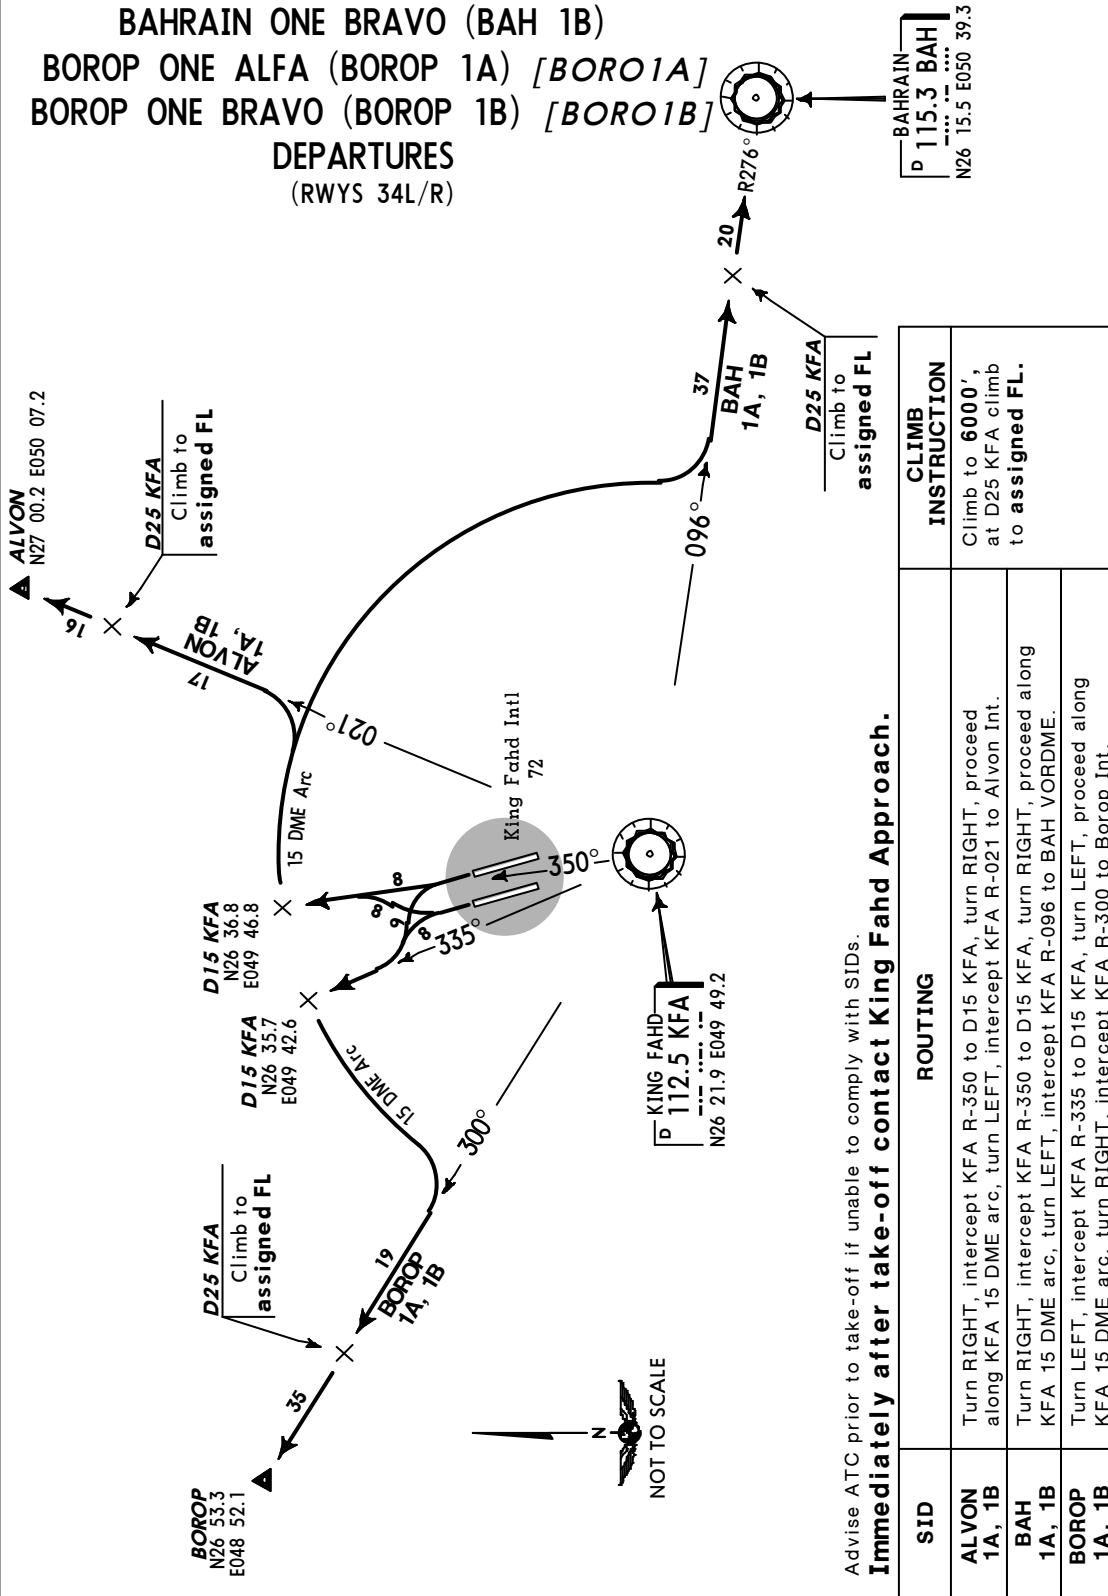 BAHRAIN ONE BRAVO (BAH 1B)
BOROP ONE ALFA (BOROP 1A) [BORO1A]
BOROP ONE BRAVO (BOROP 1B) [BORO1B]
DEPARTURES
(RWYS 34L/R)
BAHRAIN
D 115.3 BAH
N26 15.5 E050 39.3
R276°
20
D25 KFA
Climb to
assigned FL
37
BAH
1A, 1B
096°
ALVON
N27 00.2 E050 07.2
16
D25 KFA
Climb to
assigned FL
ALVON
1A, 1B
17
021°
15 DME Arc
King Fahd Intl
72
D15 KFA
N26 36.8
E049 46.8
8
8
9
8
350°
335°
D15 KFA
N26 35.7
E049 42.6
15 DME Arc
KING FAHD
D 112.5 KFA
N26 21.9 E049 49.2
300°
D25 KFA
Climb to
assigned FL
19
BOROP
1A, 1B
35
BOROP
N26 53.3
E048 52.1
N
NOT TO SCALE
Advise ATC prior to take-off if unable to comply with SIDs.
Immediately after take-off contact King Fahd Approach.
SID ROUTING CLIMB
INSTRUCTION
ALVON
1A, 1B
Turn RIGHT, intercept KFA R-350 to D15 KFA, turn RIGHT, proceed
along KFA 15 DME arc, turn LEFT, intercept KFA R-021 to Alvon Int.
Climb to 6000',
at D25 KFA climb
to assigned FL.
BAH
1A, 1B
Turn RIGHT, intercept KFA R-350 to D15 KFA, turn RIGHT, proceed along
KFA 15 DME arc, turn LEFT, intercept KFA R-096 to BAH VORDME.
BOROP
1A, 1B
Turn LEFT, intercept KFA R-335 to D15 KFA, turn LEFT, proceed along
KFA 15 DME arc, turn RIGHT, intercept KFA R-300 to Borop Int.